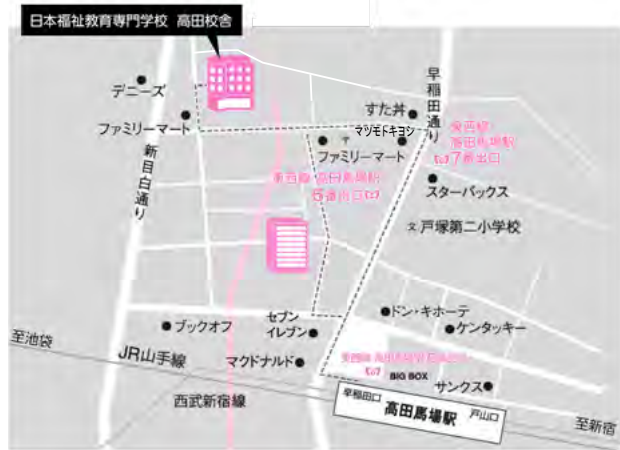 日本福祉教育専門学校 高田校舎
デニーズ
ファミリーマート
新目白通り
すた丼
マツモトキヨシ
ファミリーマート
早稲田通り
東西線
高田馬場駅
7番出口
東西線 高田馬場駅
スターバックス
文 戸塚第二小学校
セブン
イレブン
ドン・キホーテ
ケンタッキー
ブックオフ
マクドナルド
至池袋
JR山手線
西武新宿線
BIG BOX
サンクス
早稲田口
高田馬場駅
戸山口
至新宿